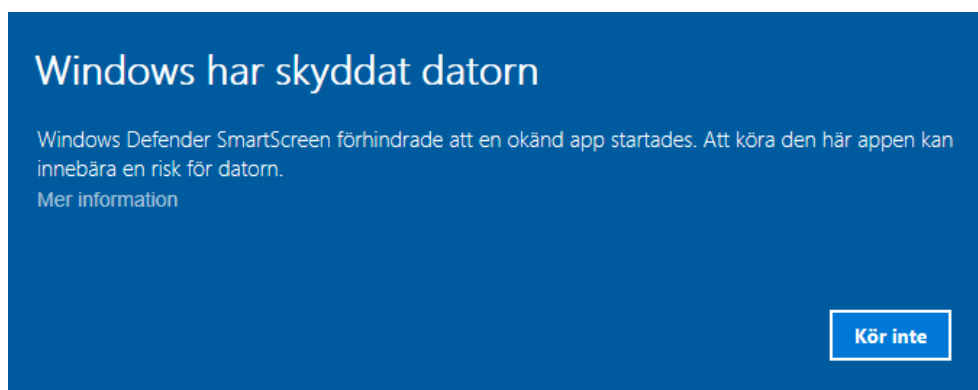 Windows har skyddat datorn
Windows Defender SmartScreen förhindrade att en okänd app startades. Att köra den här appen kan
innebära en risk för datorn.
Mer information
Kör inte